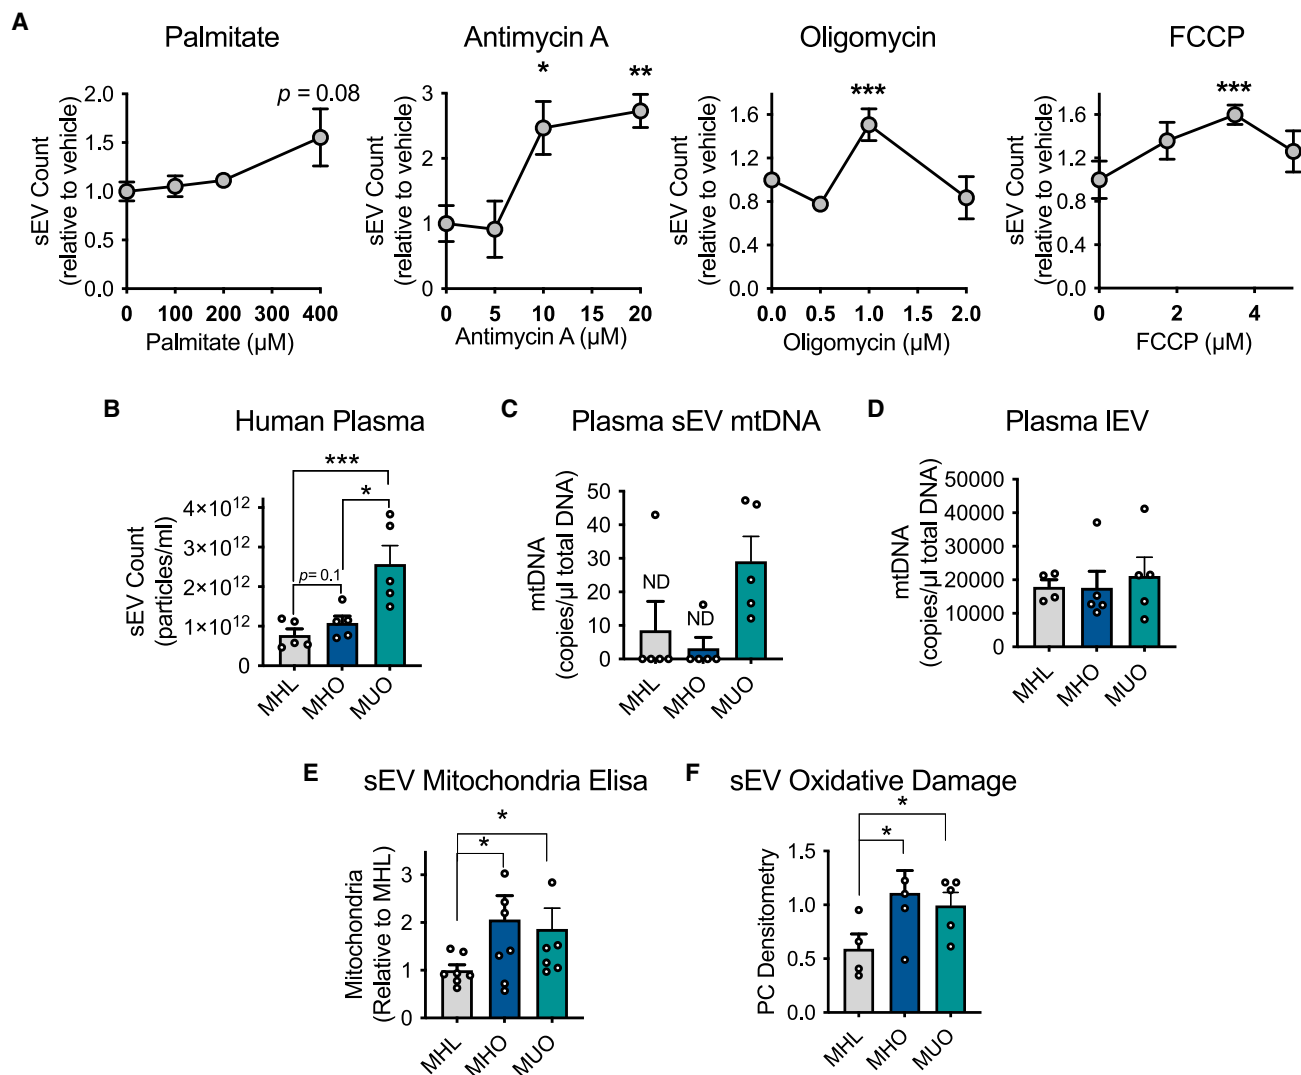 A
Palmitate
sEV Count
(relative to vehicle)
2.0
1.5
1.0
0.5
0.0
p = 0.08
0 100 200 300 400
Palmitate (µM)
Antimycin A
sEV Count
(relative to vehicle)
3
2
1
0
*
**
0 5 10 15 20
Antimycin A (µM)
Oligomycin
sEV Count
(relative to vehicle)
1.6
1.2
0.8
0.4
0.0
***
0.0 0.5 1.0 1.5 2.0
Oligomycin (µM)
FCCP
sEV Count
(relative to vehicle)
1.6
1.2
0.8
0.4
0.0
***
0 2 4
FCCP (µM)
B
Human Plasma
sEV Count
(particles/ml)
4×10¹²
3×10¹²
2×10¹²
1×10¹²
0
***
*
p= 0.1
MHL MHO MUO
C
Plasma sEV mtDNA
mtDNA
(copies/µl total DNA)
50
40
30
20
10
0
ND
ND
MHL MHO MUO
D
Plasma lEV
mtDNA
(copies/µl total DNA)
50000
40000
30000
20000
10000
0
MHL MHO MUO
E
sEV Mitochondria Elisa
Mitochondria
(Relative to MHL)
3
2
1
0
*
*
MHL MHO MUO
F
sEV Oxidative Damage
PC Densitometry
1.5
1.0
0.5
0.0
*
*
MHL MHO MUO